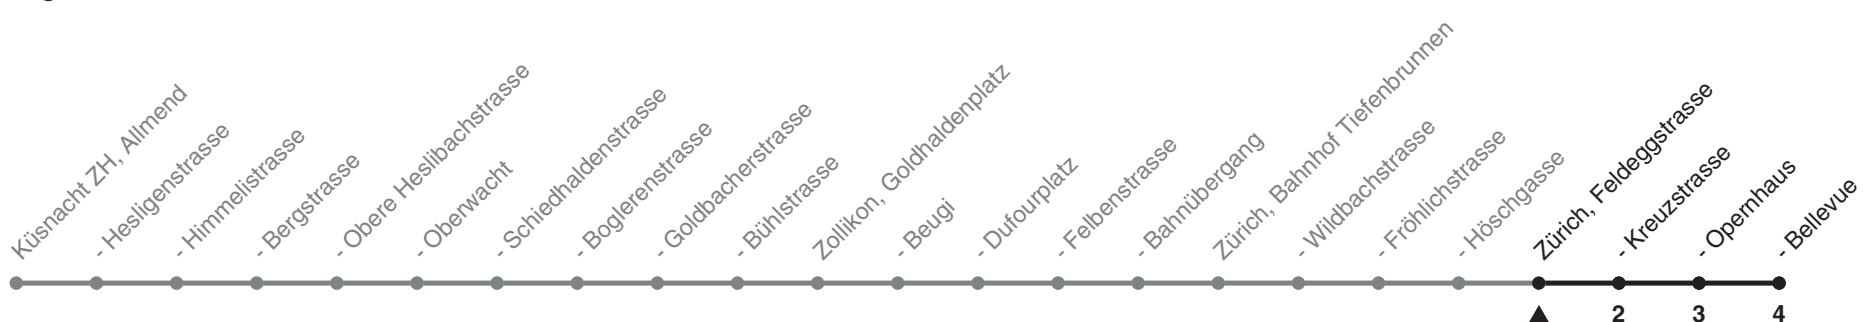 Küsnacht ZH, Allmend
- Hesligenstrasse
- Himmelistrasse
- Bergstrasse
- Obere Heslibachstrasse
- Oberwacht
- Schiedhaldenstrasse
- Boglerenstrasse
- Goldbacherstrasse
- Bühlstrasse
Zollikon, Goldhaldenplatz
- Beugi
- Dufourplatz
- Felbenstrasse
- Bahnübergang
Zürich, Bahnhof Tiefenbrunnen
- Wildbachstrasse
- Fröhlichstrasse
- Höschgasse
Zürich, Feldeggstrasse
- Kreuzstrasse
- Opernhaus
- Bellevue
2 3 4